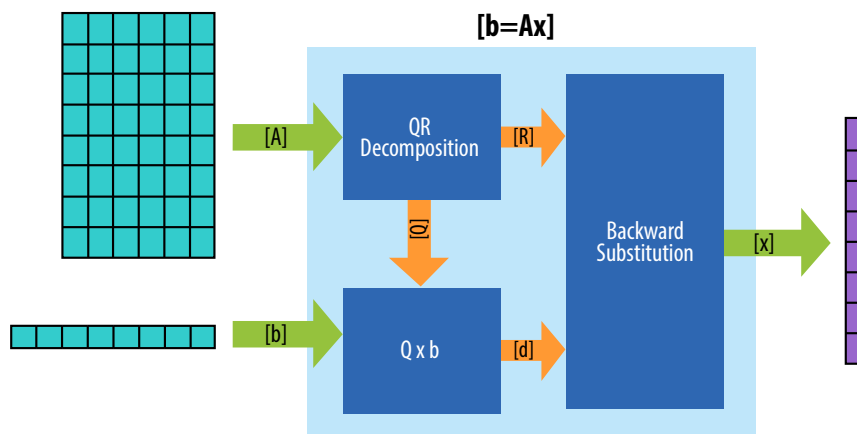 [b=Ax]
[A]
QR
Decomposition
[R]
[Q]
Backward
Substitution
[x]
[b]
Q x b
[d]